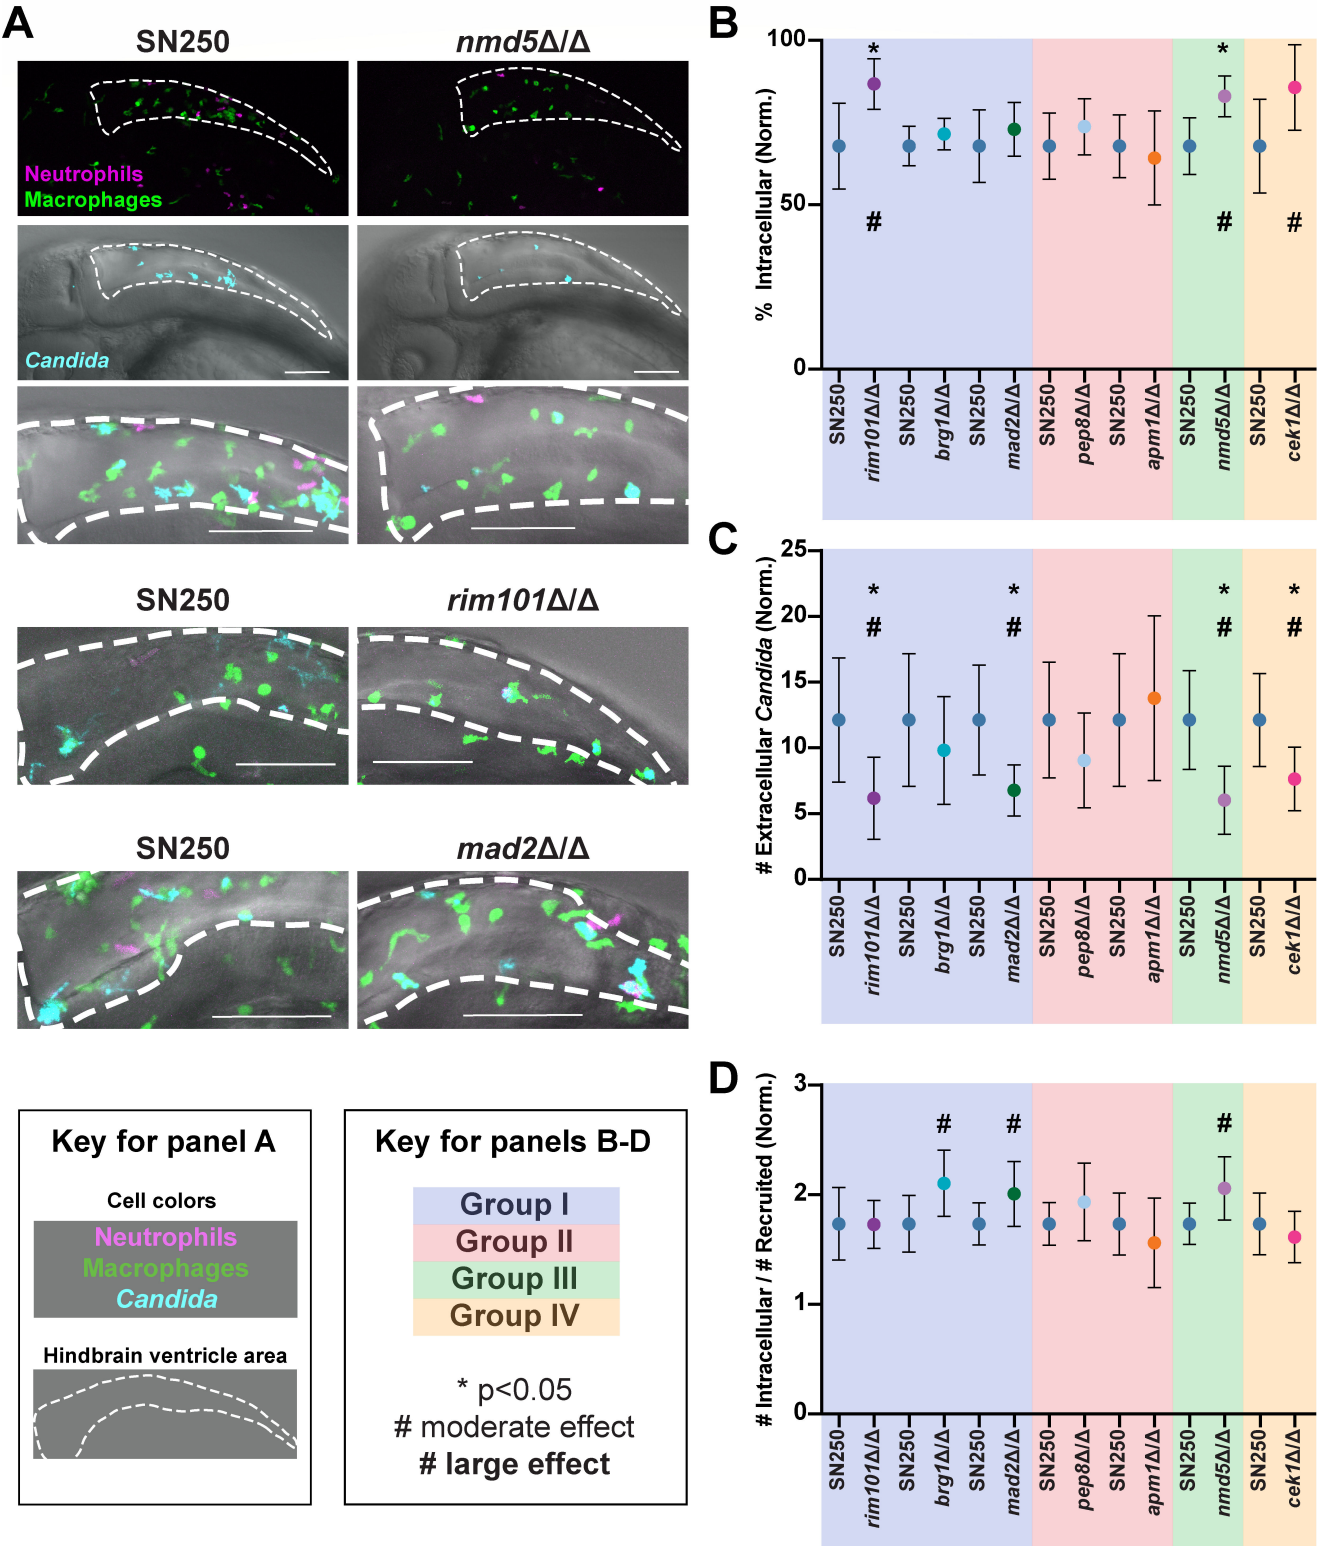 A
SN250
nmd5Δ/Δ
Neutrophils
Macrophages
Candida
SN250
rim101Δ/Δ
SN250
mad2Δ/Δ
Key for panel A
Cell colors
Neutrophils
Macrophages
Candida
Hindbrain ventricle area
Key for panels B-D
Group I
Group II
Group III
Group IV
* p<0.05
# moderate effect
# large effect
B
% Intracellular (Norm.)
100
50
0
* *
# # #
SN250
rim101Δ/Δ
SN250
brg1Δ/Δ
SN250
mad2Δ/Δ
SN250
pep8Δ/Δ
SN250
apm1Δ/Δ
SN250
nmd5Δ/Δ
SN250
cek1Δ/Δ
C
# Extracellular Candida (Norm.)
25
20
15
10
5
0
* * * *
# # # #
SN250
rim101Δ/Δ
SN250
brg1Δ/Δ
SN250
mad2Δ/Δ
SN250
pep8Δ/Δ
SN250
apm1Δ/Δ
SN250
nmd5Δ/Δ
SN250
cek1Δ/Δ
D
# Intracellular / # Recruited (Norm.)
3
2
1
0
# # #
SN250
rim101Δ/Δ
SN250
brg1Δ/Δ
SN250
mad2Δ/Δ
SN250
pep8Δ/Δ
SN250
apm1Δ/Δ
SN250
nmd5Δ/Δ
SN250
cek1Δ/Δ